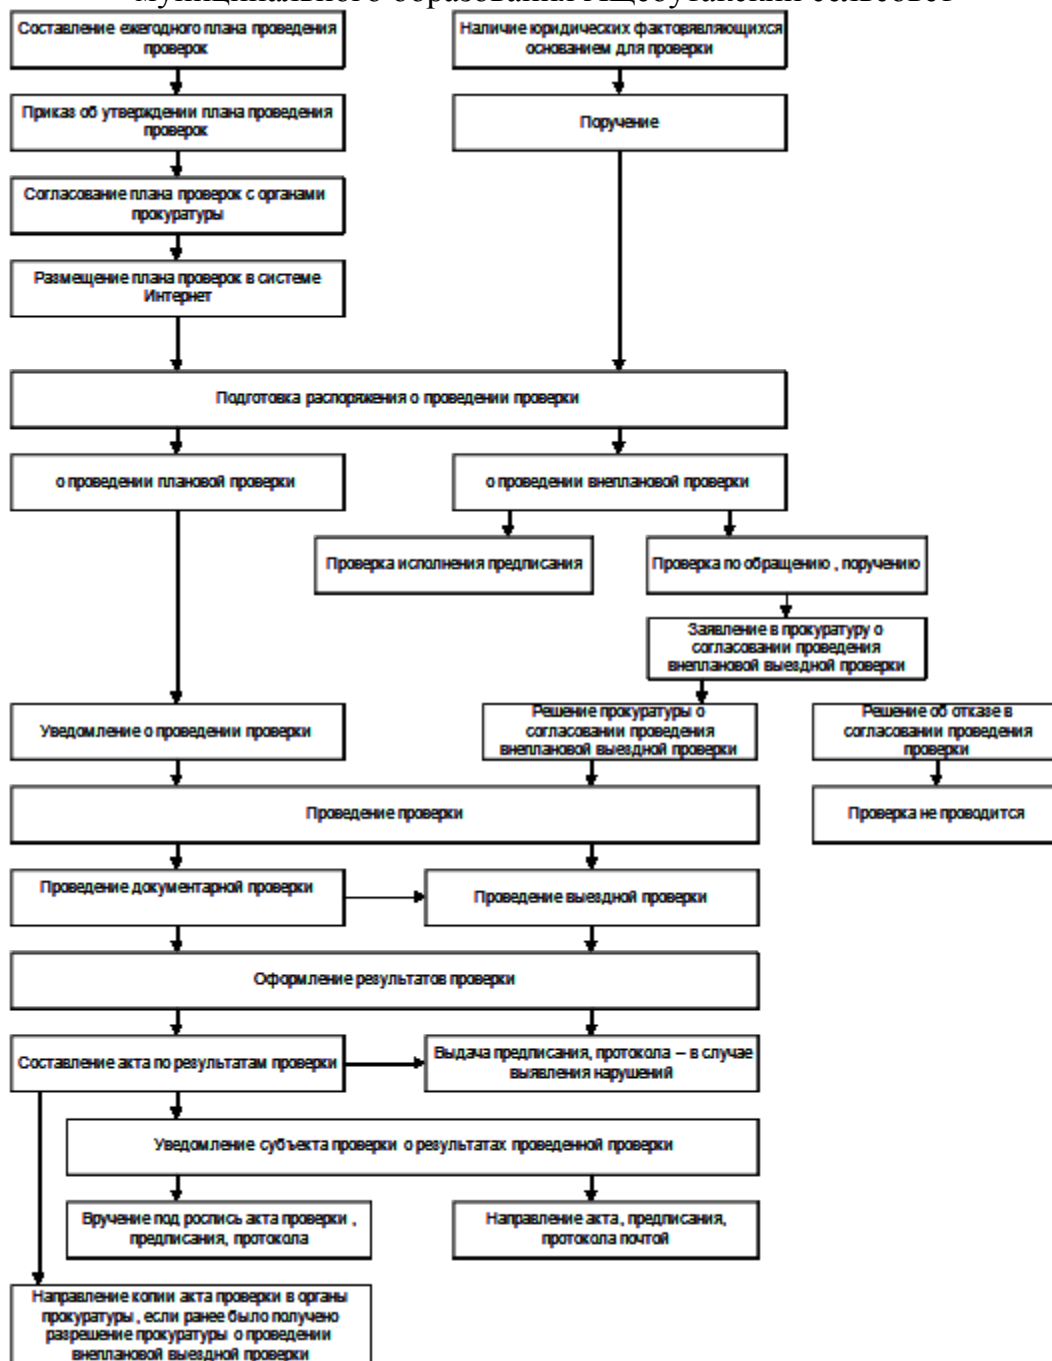 муниципального образования Ащебутакский сельсовет
Составление ежегодного плана проведения
проверок
Наличие юридических фактов,являющихся
основанием для проверки
Приказ об утверждении плана проведения
проверок
Поручение
Согласование плана проверок с органами
прокуратуры
Размещение плана проверок в системе
Интернет
Подготовка распоряжения о проведении проверки
о проведении плановой проверки
о проведении внеплановой проверки
Проверка исполнения предписания
Проверка по обращению , поручению
Заявление в прокуратуру о
согласовании проведения
внеплановой выездной проверки
Уведомление о проведении проверки
Решение прокуратуры о
согласовании проведения
внеплановой выездной проверки
Решение об отказе в
согласовании проведения
проверки
Проведение проверки
Проверка не проводится
Проведение документарной проверки
Проведение выездной проверки
Оформление результатов проверки
Составление акта по результатам проверки
Выдача предписания, протокола – в случае
выявления нарушений
Уведомление субъекта проверки о результатах проведенной проверки
Вручение под роспись акта проверки ,
предписания, протокола
Направление акта, предписания,
протокола почтой
Направление копии акта проверки в органы
прокуратуры, если ранее было получено
разрешение прокуратуры о проведении
внеплановой выездной проверки